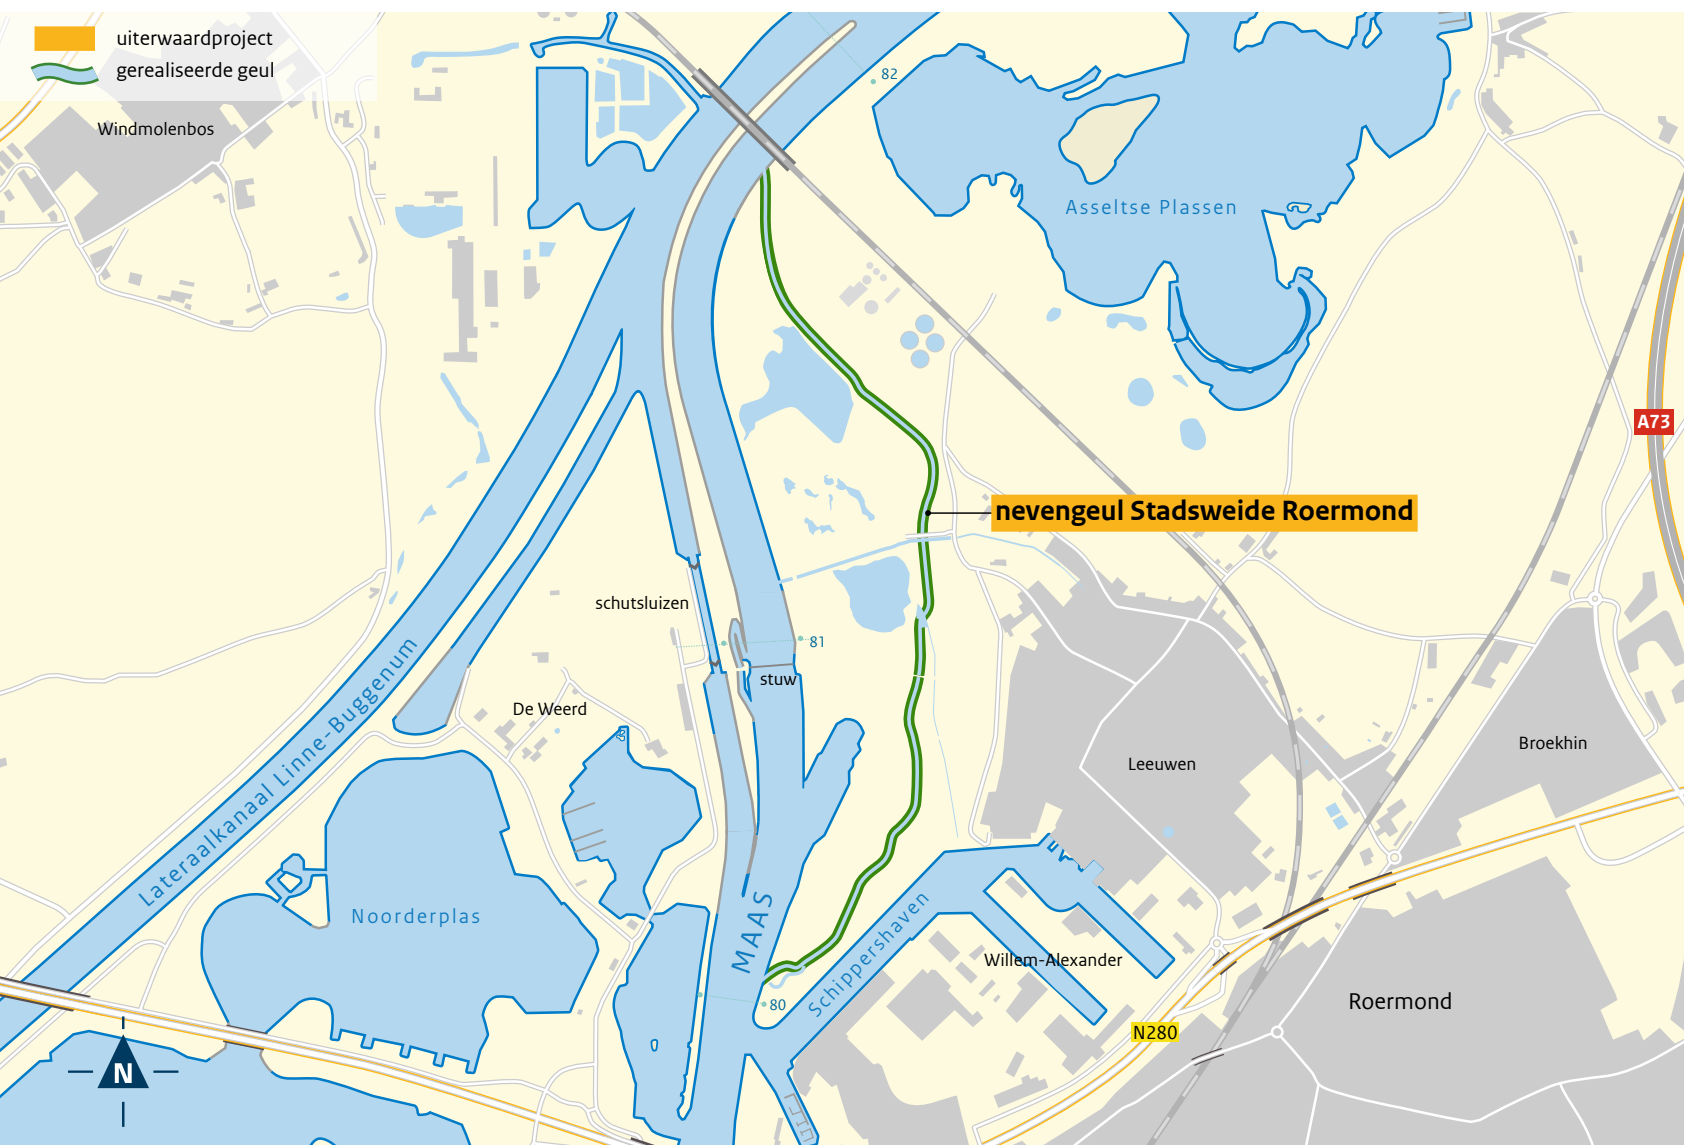 uiterwaardproject
gerealiseerde geul
82
Windmolenbos
Asseltse Plassen
A73
nevengeul Stadsweide Roermond
schutsluizen
81
stuw
De Weerd
Lateraalkanaal Linne-Buggenum
Broekhin
Leeuwen
Noorderplas
MAAS
Schippershaven
Willem-Alexander
80
Roermond
N280
N